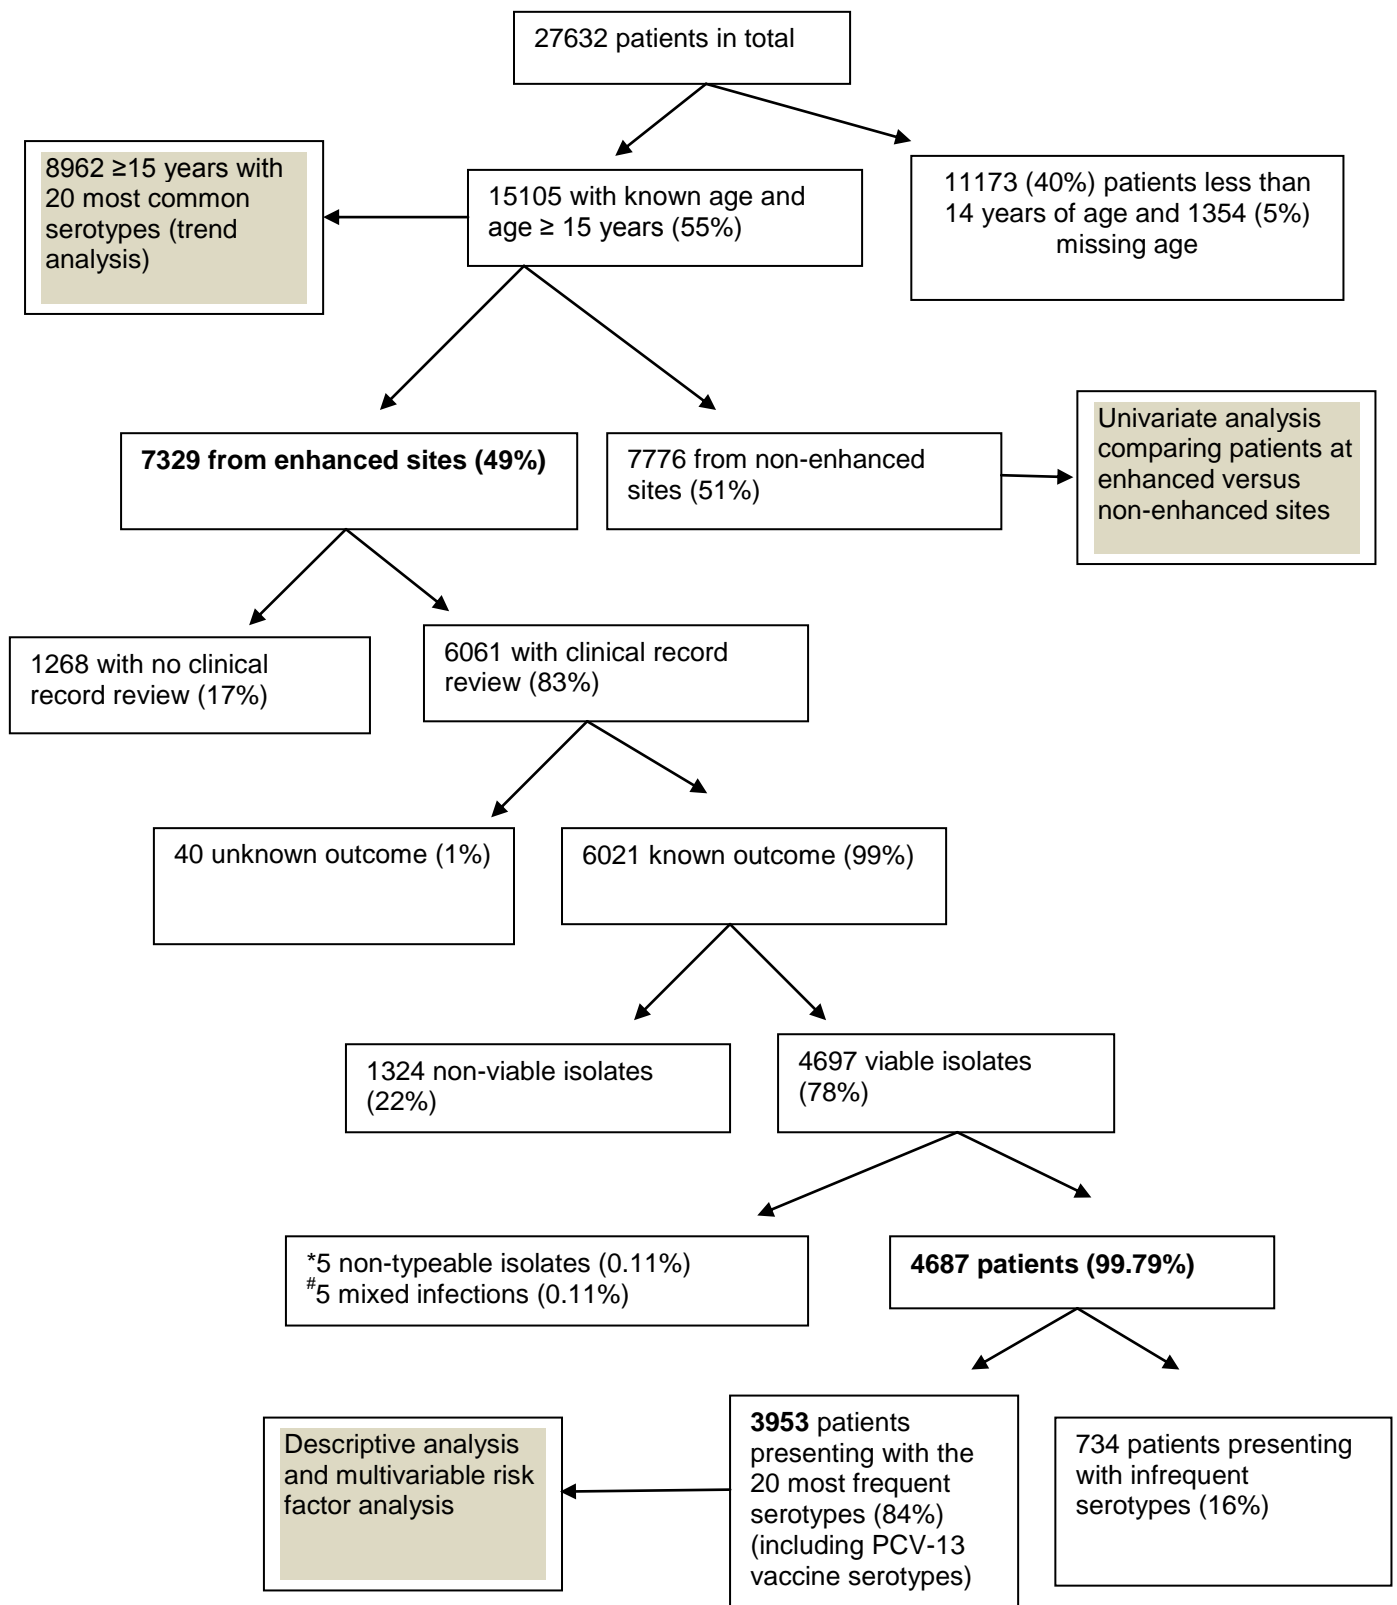 27632 patients in total
8962 ≥15 years with
20 most common
serotypes (trend
analysis)
15105 with known age and
age ≥ 15 years (55%)
11173 (40%) patients less than
14 years of age and 1354 (5%)
missing age
7329 from enhanced sites (49%)
7776 from non-enhanced
sites (51%)
Univariate analysis
comparing patients at
enhanced versus
non-enhanced sites
1268 with no clinical
record review (17%)
6061 with clinical record
review (83%)
40 unknown outcome (1%)
6021 known outcome (99%)
1324 non-viable isolates
(22%)
4697 viable isolates
(78%)
*5 non-typeable isolates (0.11%)
#5 mixed infections (0.11%)
4687 patients (99.79%)
Descriptive analysis
and multivariable risk
factor analysis
3953 patients
presenting with the
20 most frequent
serotypes (84%)
(including PCV-13
vaccine serotypes)
734 patients presenting
with infrequent
serotypes (16%)